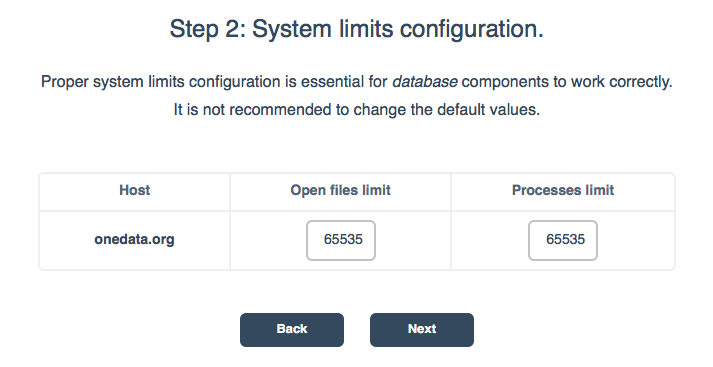 Step 2: System limits configuration.
Proper system limits configuration is essential for database components to work correctly.
It is not recommended to change the default values.
Host Open files limit Processes limit
onedata.org 65535 65535
Back Next